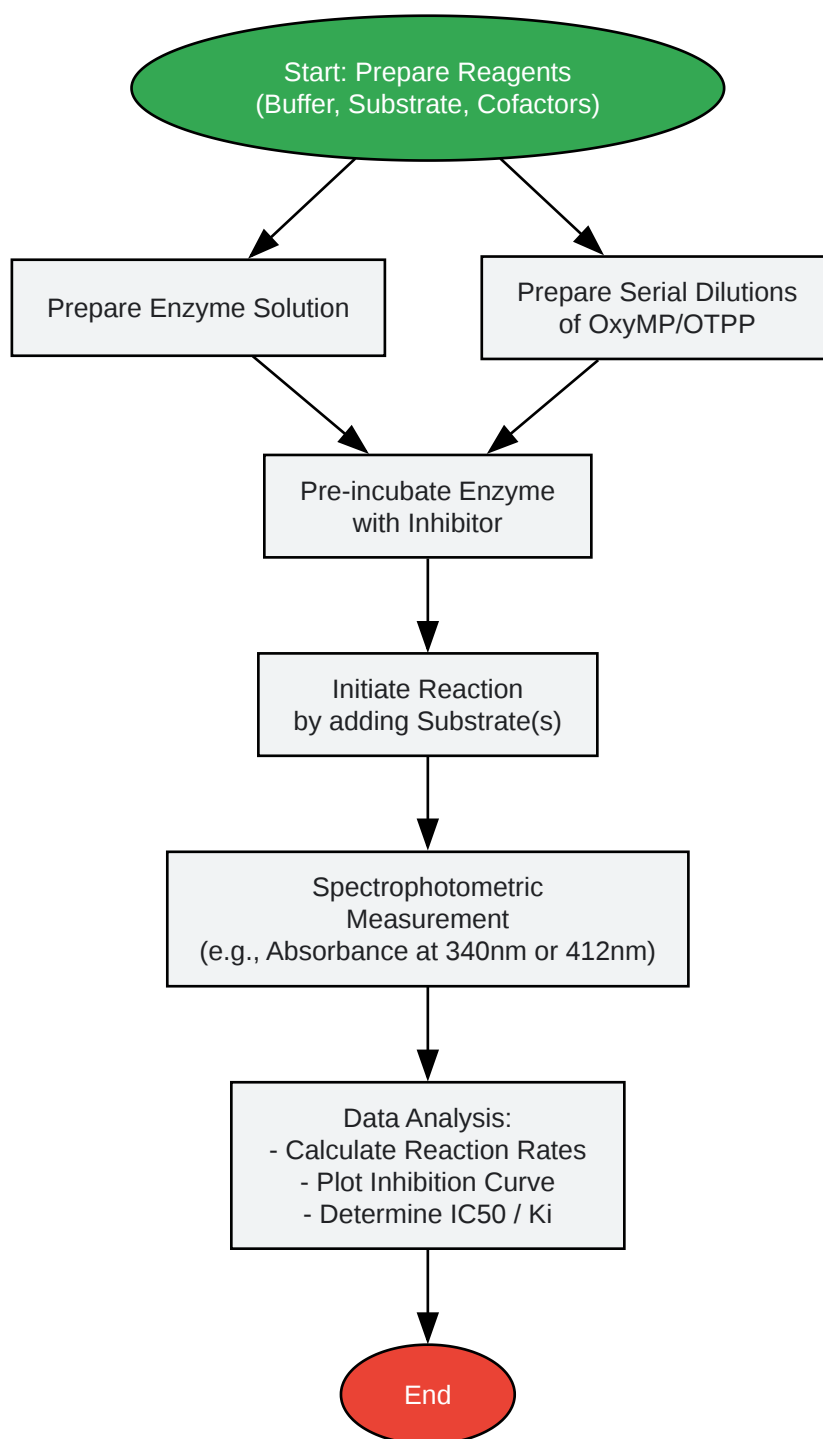 Start: Prepare Reagents
(Buffer, Substrate, Cofactors)
Prepare Enzyme Solution
Prepare Serial Dilutions
of OxyMP/OTPP
Pre-incubate Enzyme
with Inhibitor
Initiate Reaction
by adding Substrate(s)
Spectrophotometric
Measurement
(e.g., Absorbance at 340nm or 412nm)
Data Analysis:
- Calculate Reaction Rates
- Plot Inhibition Curve
- Determine IC50 / Ki
End